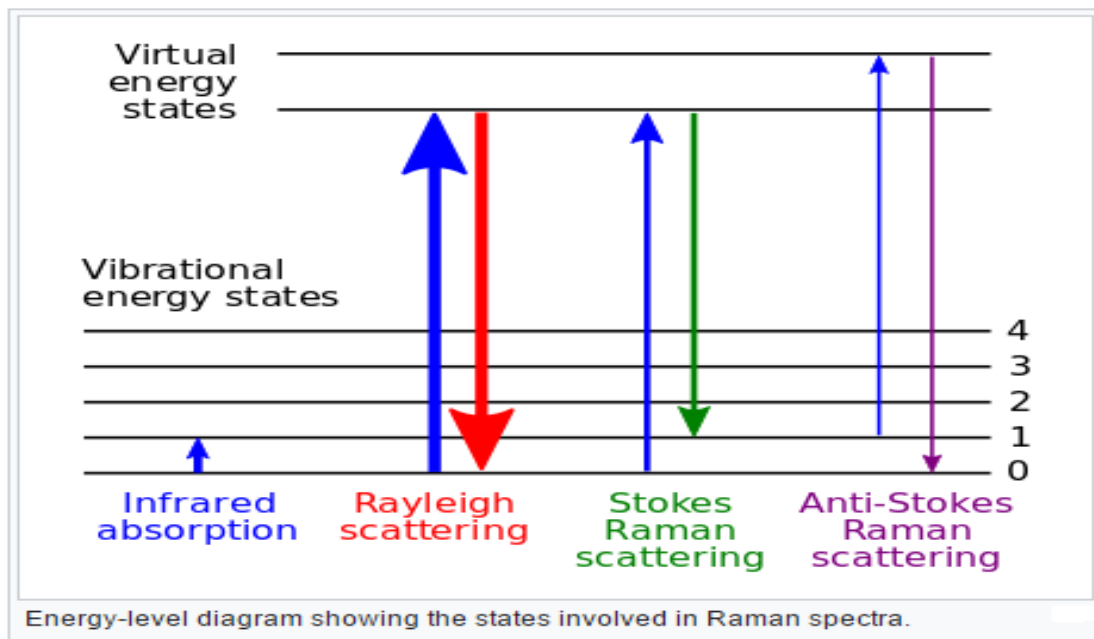 Virtual
energy
states
Vibrational
energy states
4
3
2
1
0
Infrared
absorption
Rayleigh
scattering
Stokes
Raman
scattering
Anti-Stokes
Raman
scattering
Energy-level diagram showing the states involved in Raman spectra.